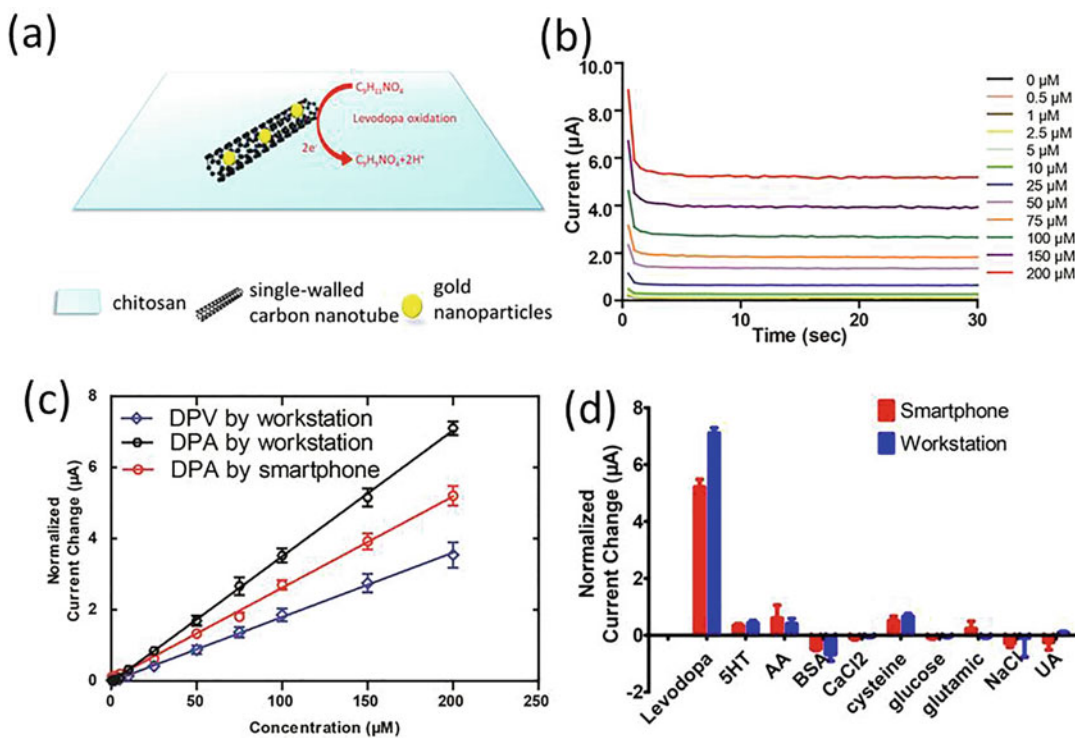 (a)
C₉H₁₁NO₄
Levodopa oxidation
2e⁻
C₉H₉NO₄+2H⁺
chitosan
single-walled
carbon nanotube
gold
nanoparticles
(b)
Current (μA)
10.0
8.0
6.0
4.0
2.0
0
0
10
20
30
Time (sec)
0 μM
0.5 μM
1 μM
2.5 μM
5 μM
10 μM
25 μM
50 μM
75 μM
100 μM
150 μM
200 μM
(c)
Normalized
Current Change (μA)
8
6
4
2
0
DPV by workstation
DPA by workstation
DPA by smartphone
0
50
100
150
200
250
Concentration (μM)
(d)
Normalized
Current Change (μA)
8
6
4
2
0
-2
Smartphone
Workstation
Levodopa
5HT
AA
BSA
CaCl2
cysteine
glucose
glutamic
NaCl
UA